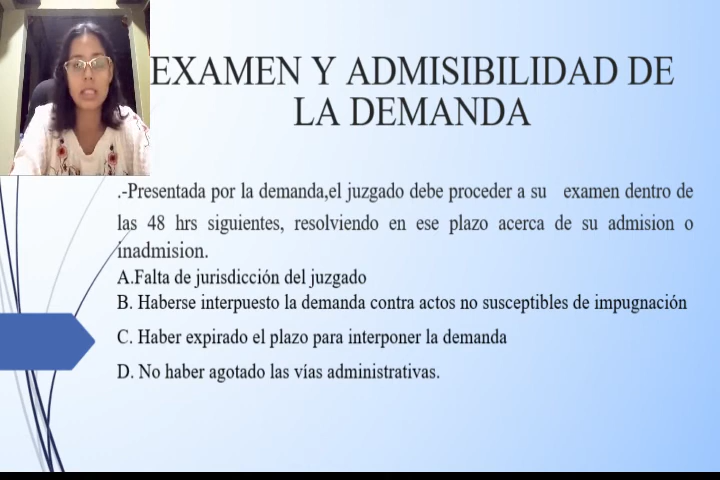 EXAMEN Y ADMISIBILIDAD DE
LA DEMANDA
.-Presentada por la demanda,el juzgado debe proceder a su examen dentro de
las 48 hrs siguientes, resolviendo en ese plazo acerca de su admision o
inadmision.
A.Falta de jurisdicción del juzgado
B. Haberse interpuesto la demanda contra actos no susceptibles de impugnación
C. Haber expirado el plazo para interponer la demanda
D. No haber agotado las vías administrativas.